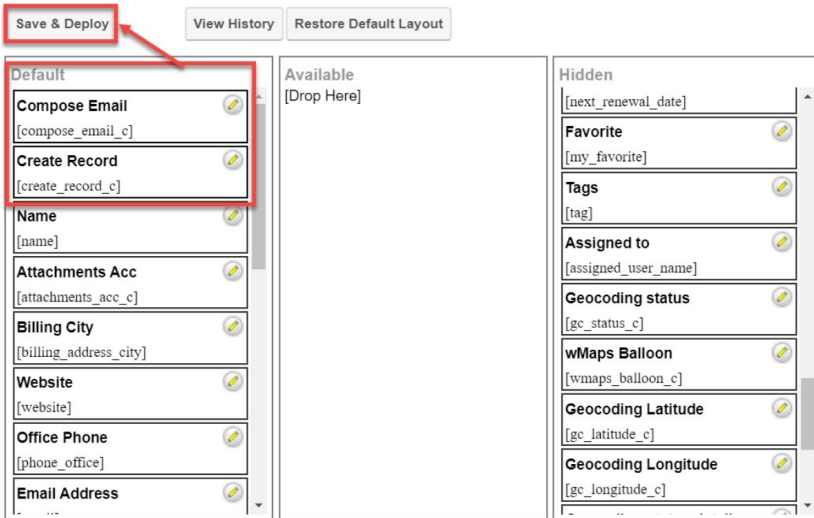 Save & Deploy
View History
Restore Default Layout
Default
Compose Email
[compose_email_c]
Create Record
[create_record_c]
Name
[name]
Attachments Acc
[attachments_acc_c]
Billing City
[billing_address_city]
Website
[website]
Office Phone
[phone_office]
Email Address
Available
[Drop Here]
Hidden
[next_renewal_date]
Favorite
[my_favorite]
Tags
[tag]
Assigned to
[assigned_user_name]
Geocoding status
[gc_status_c]
wMaps Balloon
[wmaps_balloon_c]
Geocoding Latitude
[gc_latitude_c]
Geocoding Longitude
[gc_longitude_c]